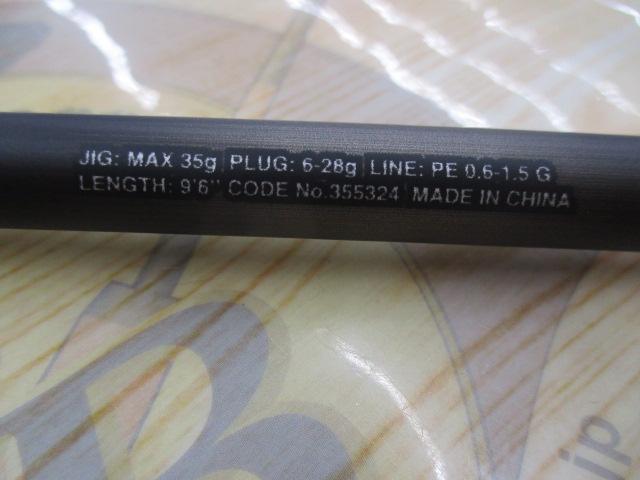 JIG: MAX 35g PLUG: 6-28g LINE: PE 0.6-1.5 G
LENGTH: 9'6" CODE No.355324 MADE IN CHINA
B
jp